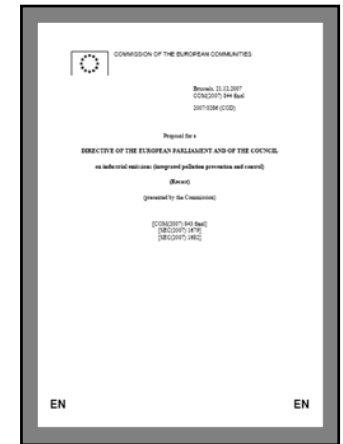 COMMISSION OF THE EUROPEAN COMMUNITIES
Brussels, 21.12.2007
COM(2007) 844 final
2007/0286 (COD)
Proposal for a
DIRECTIVE OF THE EUROPEAN PARLIAMENT AND OF THE COUNCIL
on industrial emissions (integrated pollution prevention and control)
(Recast)
(presented by the Commission)
[COM(2007) 843 final]
[SEC(2007) 1679]
[SEC(2007) 1682]
EN
EN